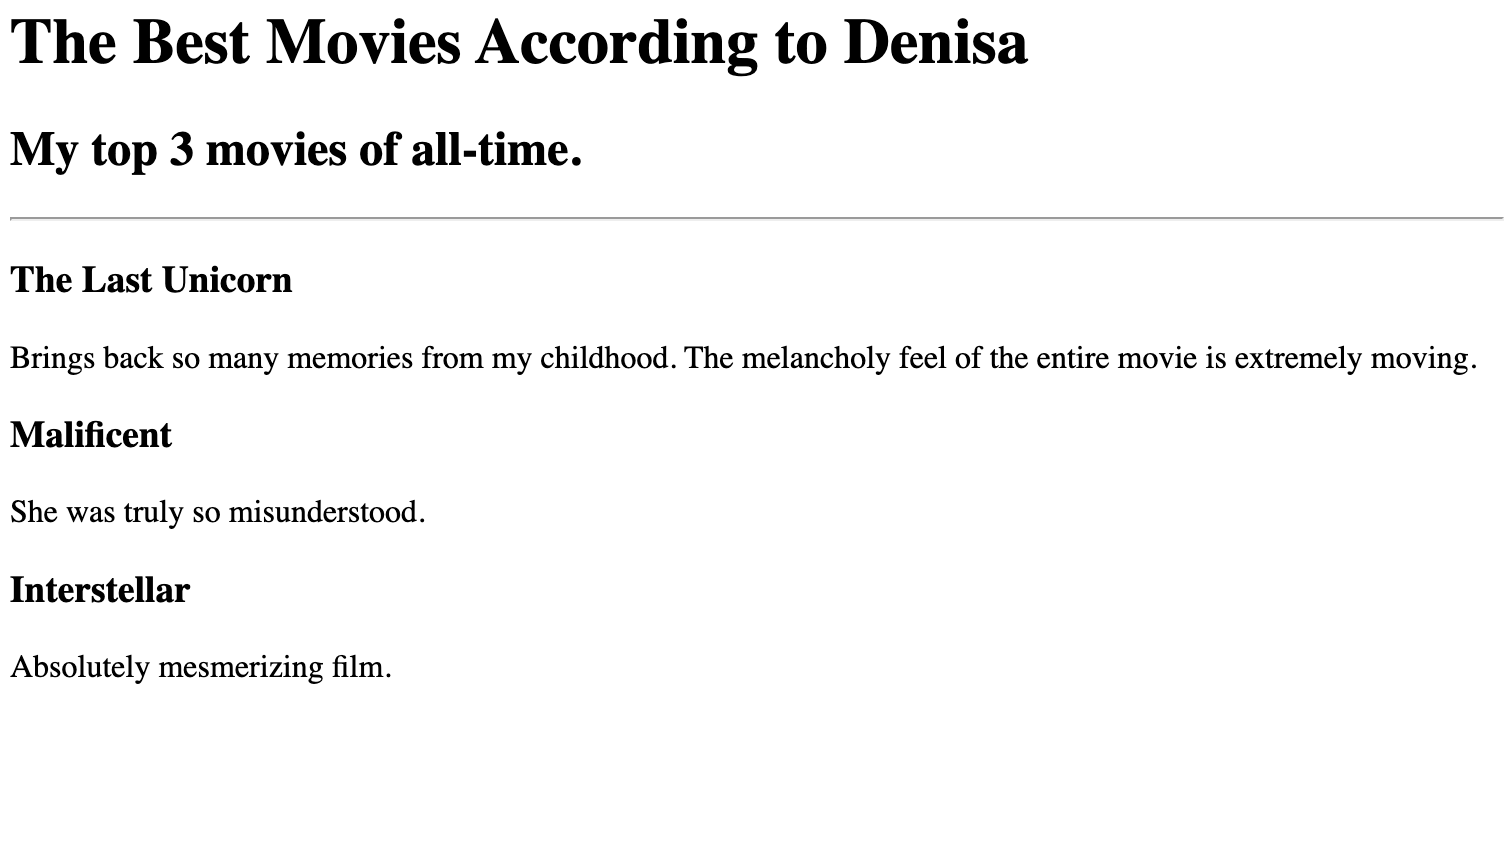 The Best Movies According to Denisa
My top 3 movies of all-time.
The Last Unicorn
Brings back so many memories from my childhood. The melancholy feel of the entire movie is extremely moving.
Malificent
She was truly so misunderstood.
Interstellar
Absolutely mesmerizing film.